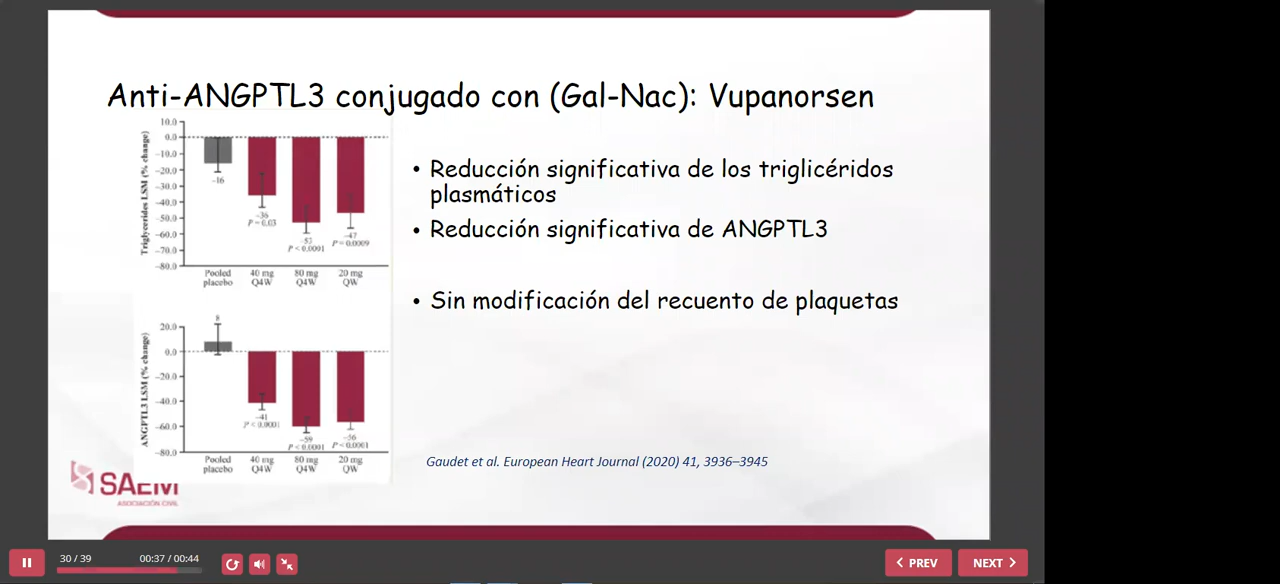 Anti-ANGPTL3 conjugado con (Gal-Nac): Vupanorsen
Triglycerides LSM (% change)
10.0
0.0
-10.0
-20.0
-30.0
-40.0
-50.0
-60.0
-70.0
-80.0
-16
-36
P = 0.03
-53
P < 0.0001
-47
P = 0.0009
Pooled placebo
40 mg Q4W
80 mg Q4W
20 mg QW
ANGPTL3 LSM (% change)
20.0
0.0
-20.0
-40.0
-60.0
-80.0
8
-41
P < 0.0001
-59
P < 0.0001
-56
P < 0.0001
Pooled placebo
40 mg Q4W
80 mg Q4W
20 mg QW
• Reducción significativa de los triglicéridos
plasmáticos
• Reducción significativa de ANGPTL3
• Sin modificación del recuento de plaquetas
Gaudet et al. European Heart Journal (2020) 41, 3936–3945
SAEMI
ASOCIACIÓN CIVIL
30 / 39
00:37 / 00:44
PREV
NEXT